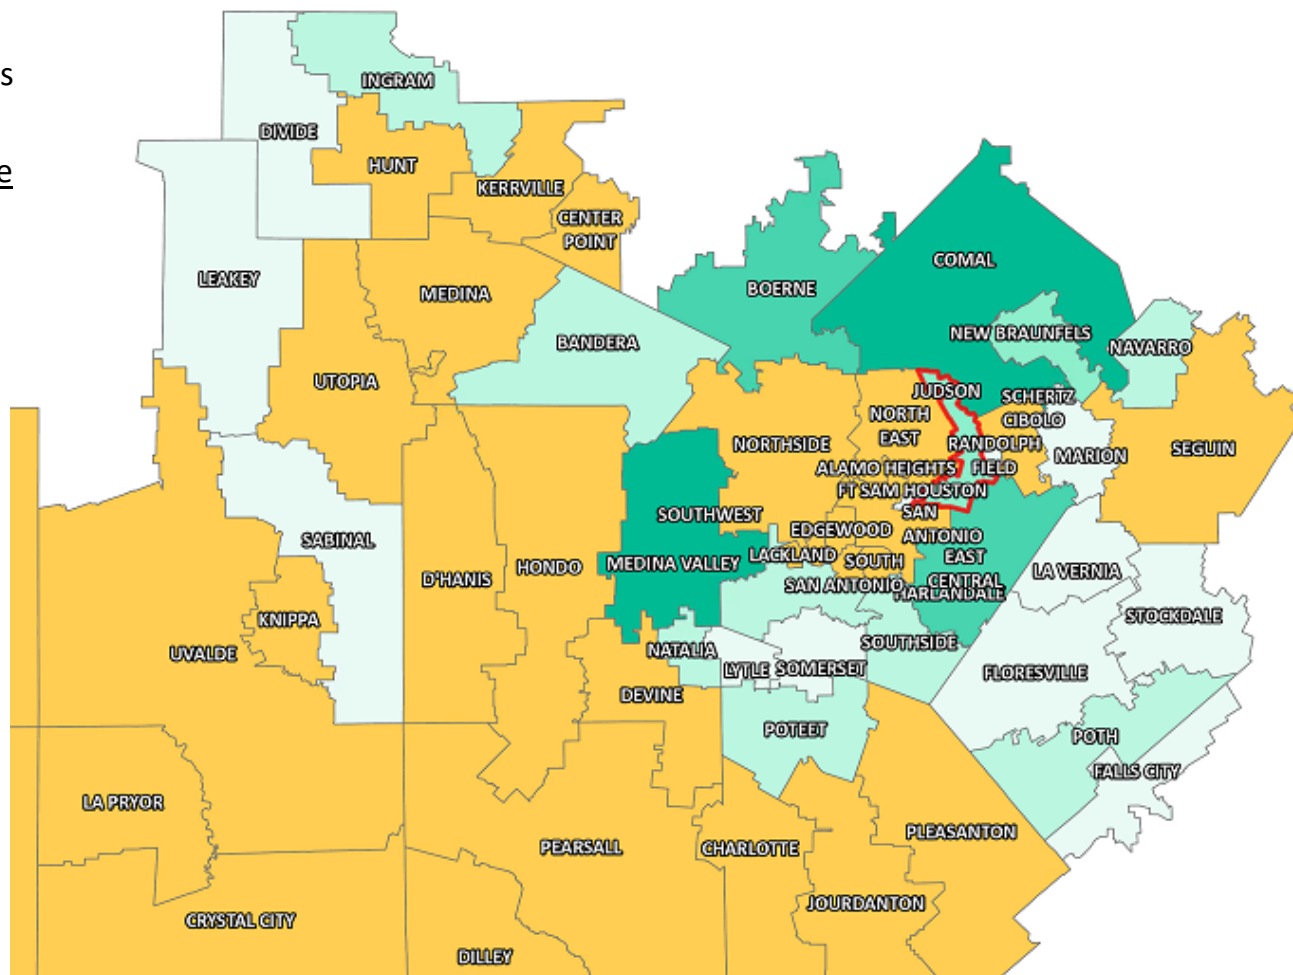 s
INGRAM
DIVIDE
HUNT
e
KERRVILLE
CENTER
POINT
COMAL
LEAKEY
BOERNE
MEDINA
NEW BRAUNFELS
BANDERA
NAVARRO
UTOPIA
JUDSON
SCHERTZ
CIBOLO
NORTH
EAST
NORTHSIDE
RANDOLPH
FIELD
MARION
SEGUIN
ALAMO HEIGHTS
FT SAM HOUSTON
SAN
ANTONIO
SOUTHWEST
EDGEWOOD
SABINAL
LACKLAND
EAST
CENTRAL
MEDINA VALLEY
SOUTH
SAN ANTONIO
HARLANDALE
LA VERNIA
D'HANIS
HONDO
KNIPPA
STOCKDALE
UVALDE
NATALIA
LYTLE
SOMERSET
SOUTHSIDE
FLORESVILLE
DEVINE
POTEET
POTH
FALLS CITY
LA PRYOR
PEARSALL
CHARLOTTE
PLEASANTON
JOURDANTON
CRYSTAL CITY
DILLEY